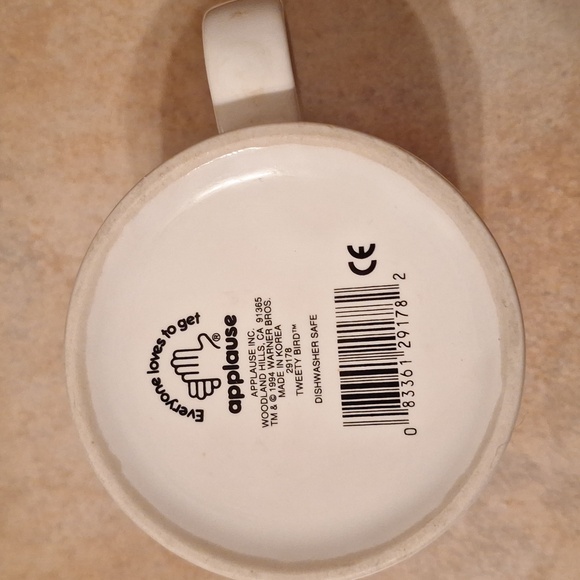 Everyone loves to get
®
applause
APPLAUSE INC.
WOODLAND HILLS, CA 91365
TM & © 1994 WARNER BROS.
MADE IN KOREA
29178
TWEETY BIRD™
DISHWASHER SAFE
CE
0 83361 29178 2